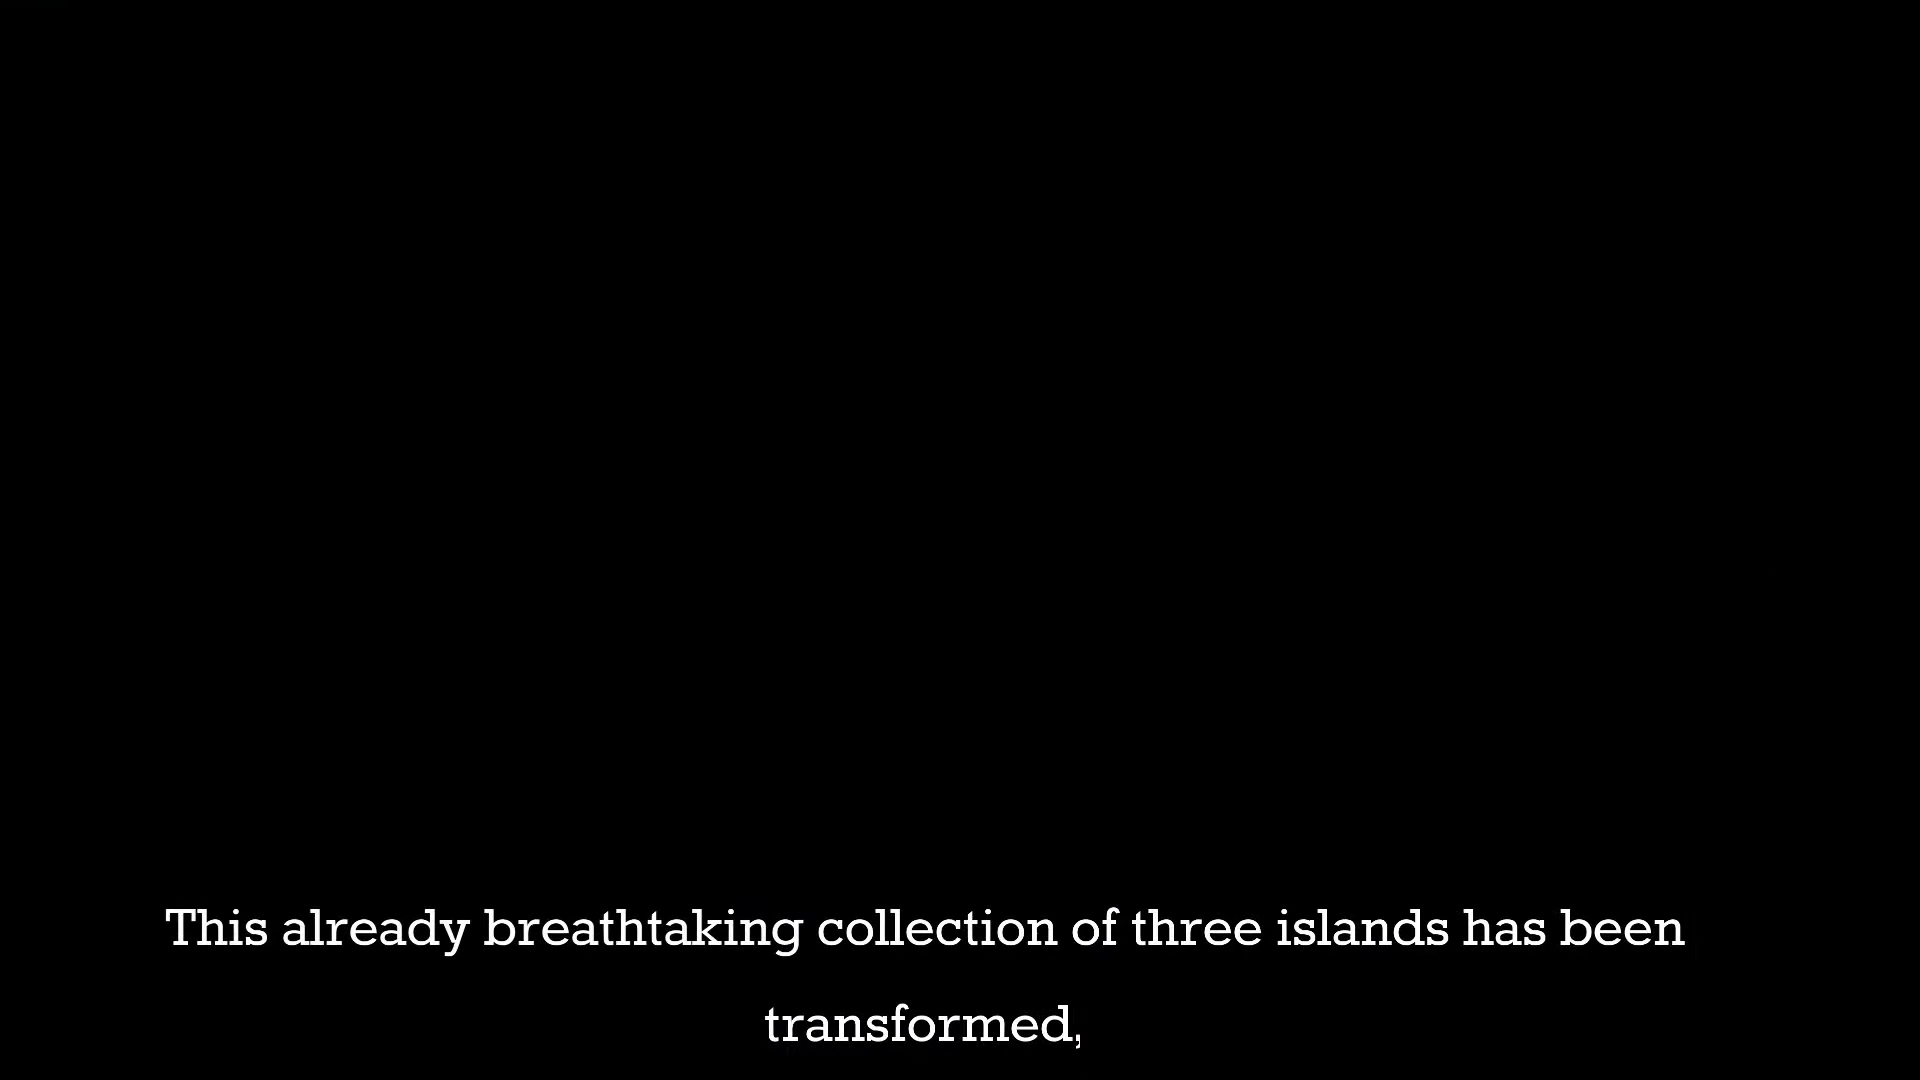 This already breathtaking collection of three islands has been
transformed,